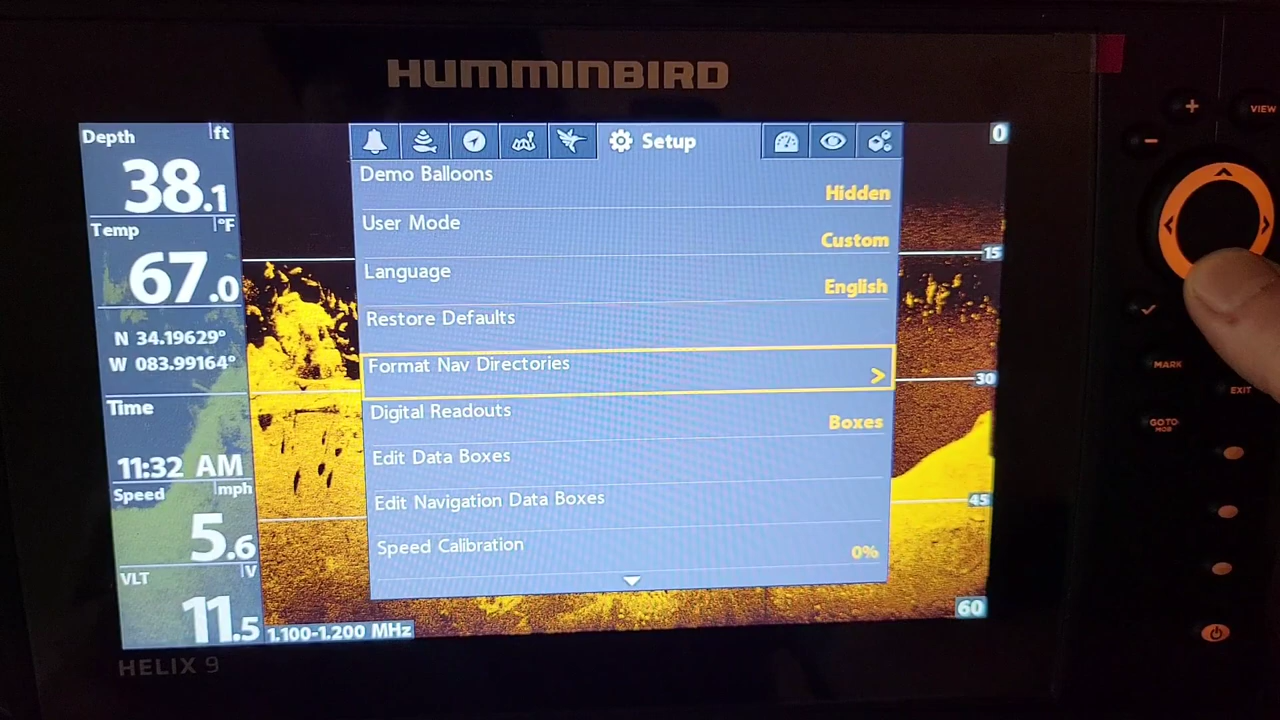 HUMMINBIRD
Depth ft
38.1
Temp °F
67.0
N 34.19629°
W 083.99164°
Time
11:32 AM
Speed mph
5.6
VLT V
11.5
1.100-1.200 MHz
HELIX 9
Setup
Demo Balloons
Hidden
User Mode
Custom
Language
English
Restore Defaults
Format Nav Directories >
Digital Readouts
Boxes
Edit Data Boxes
Edit Navigation Data Boxes
Speed Calibration
0%
0
15
30
45
60
+
VIEW
-
MARK
EXIT
GO TO
MOB